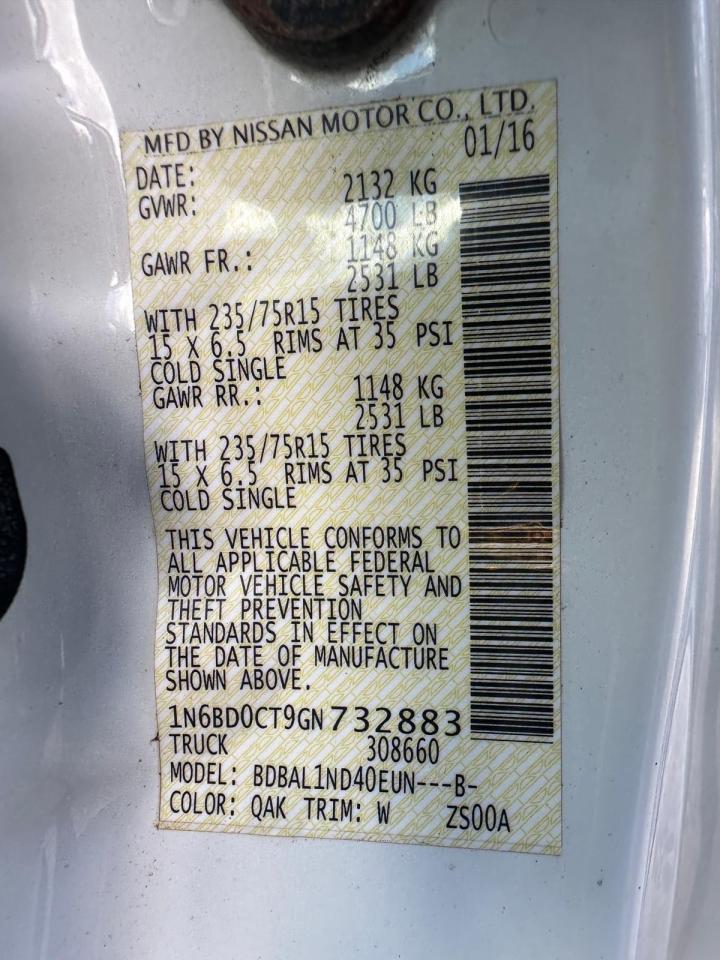 MFD BY NISSAN MOTOR CO., LTD.
DATE: 01/16
GVWR: 2132 KG
4700 LB
GAWR FR.: 1148 KG
2531 LB
WITH 235/75R15 TIRES
15 X 6.5 RIMS AT 35 PSI
COLD SINGLE
GAWR RR.: 1148 KG
2531 LB
WITH 235/75R15 TIRES
15 X 6.5 RIMS AT 35 PSI
COLD SINGLE
THIS VEHICLE CONFORMS TO
ALL APPLICABLE FEDERAL
MOTOR VEHICLE SAFETY AND
THEFT PREVENTION
STANDARDS IN EFFECT ON
THE DATE OF MANUFACTURE
SHOWN ABOVE.
1N6BD0CT9GN732883
TRUCK 308660
MODEL: BDBAL1ND40EUN---B-
COLOR: QAK TRIM: W ZS00A